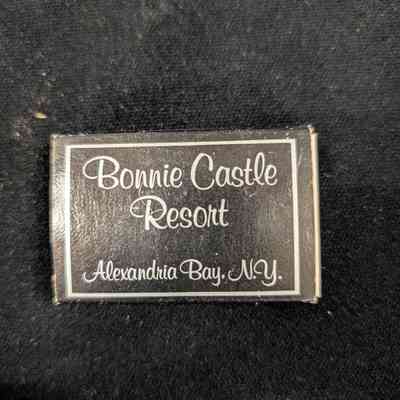 Bonnie Castle
Resort
Alexandria Bay, N.Y.